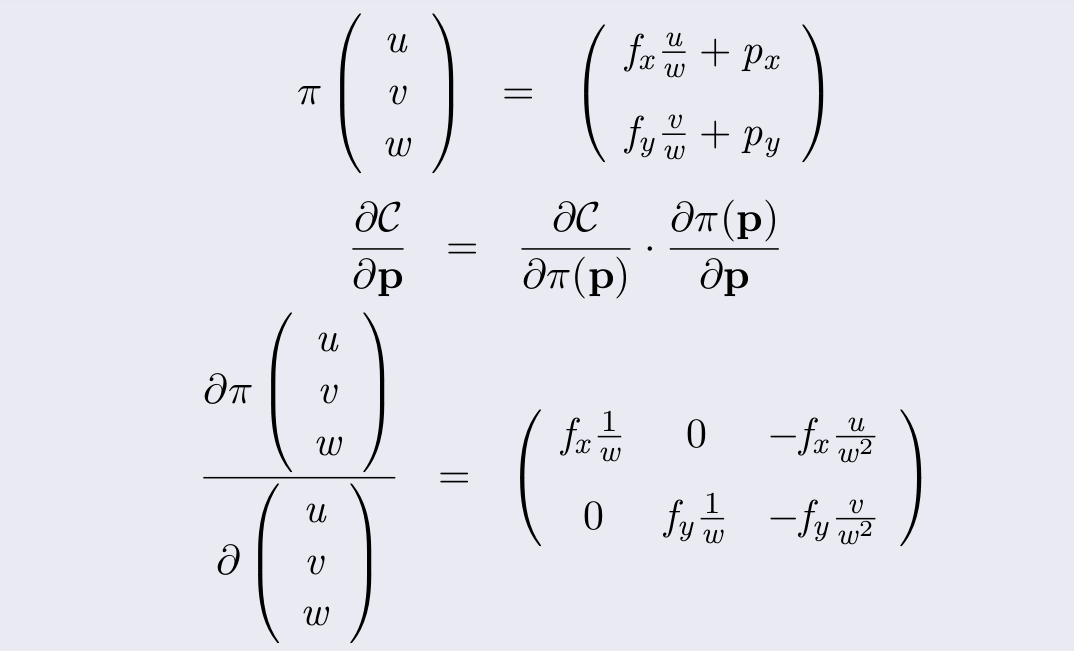 π ( u v w ) = ( f_x u/w + p_x, f_y v/w + p_y )
∂𝒞/∂𝐩 = ∂𝒞/∂π(𝐩) · ∂π(𝐩)/∂𝐩
∂π ( u v w ) / ∂ ( u v w ) = ( f_x 1/w 0 −f_x u/w², 0 f_y 1/w −f_y v/w² )